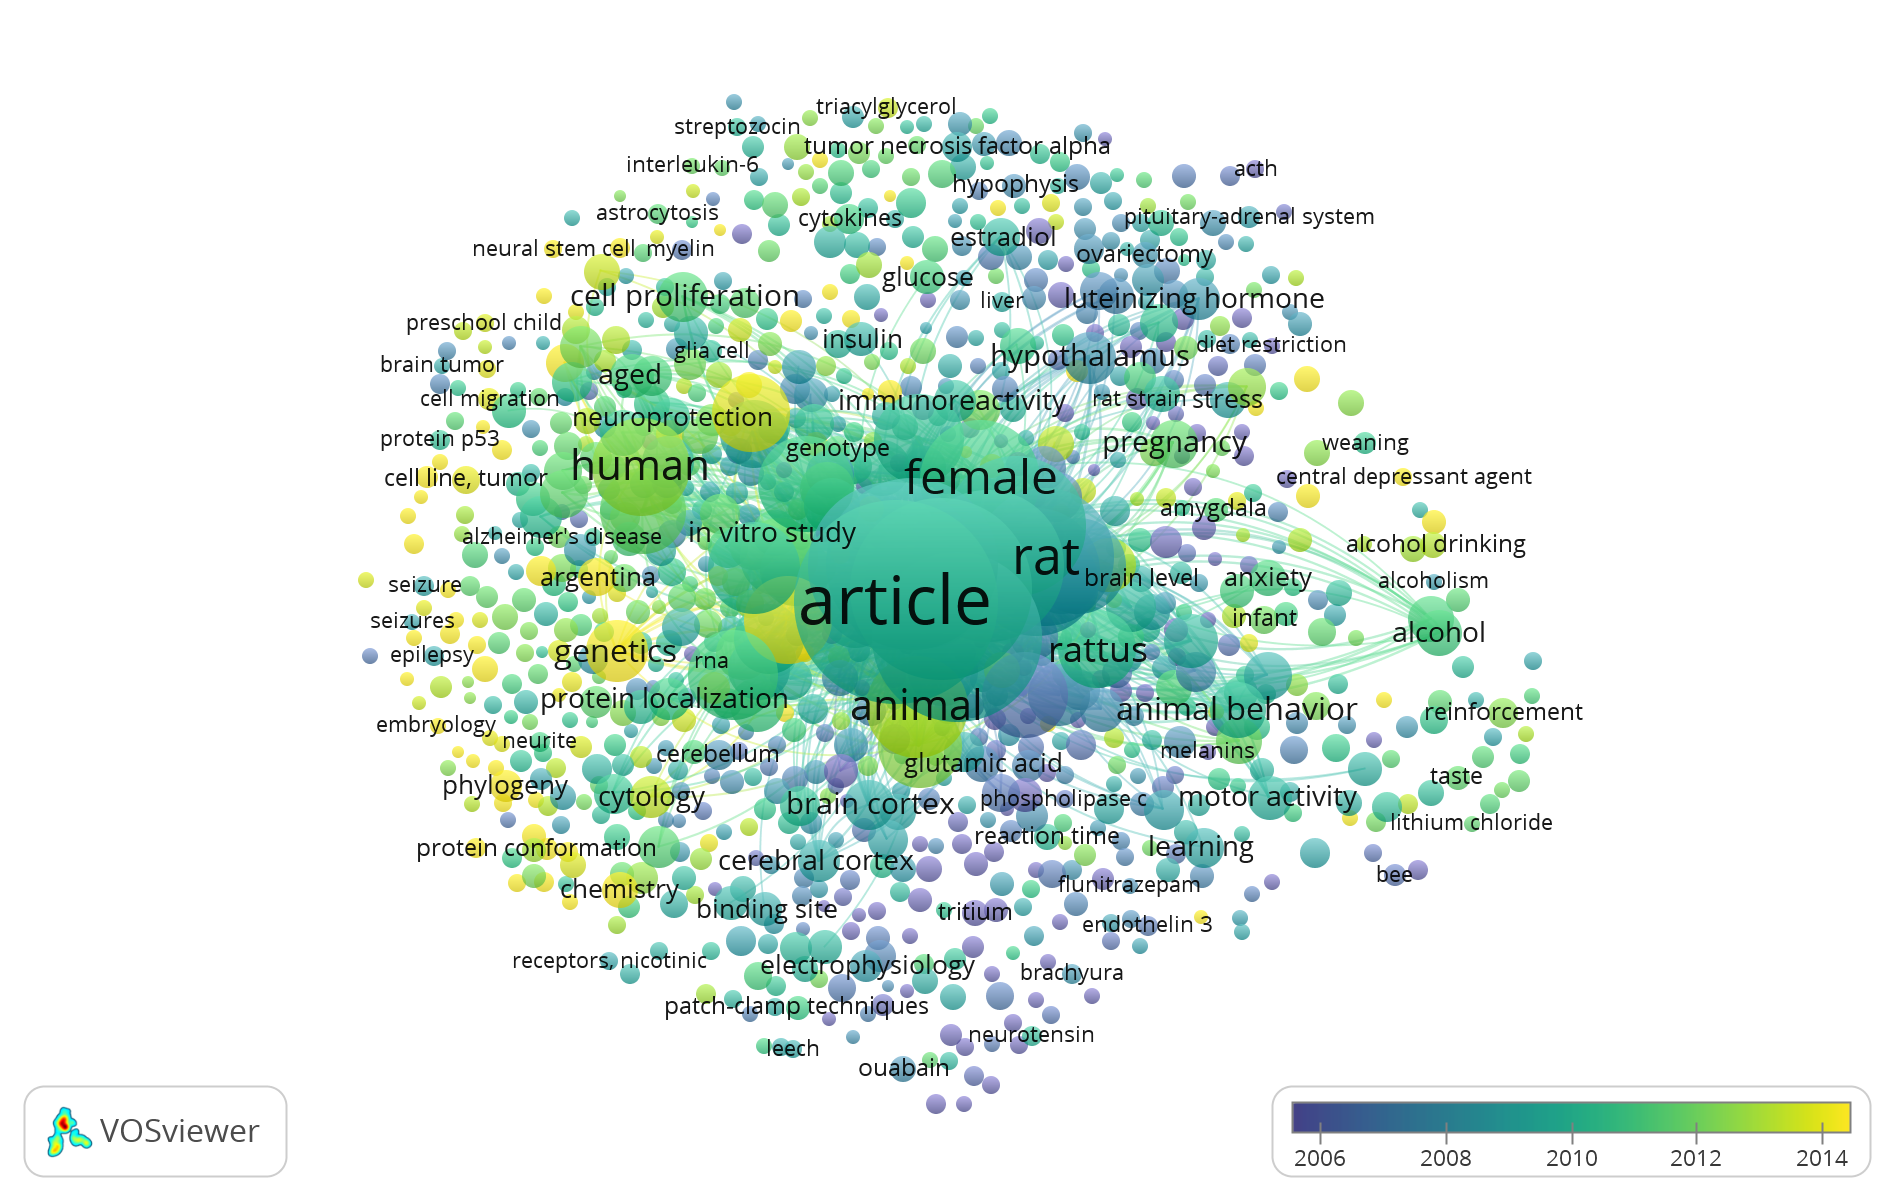 triacylglycerol
streptozocin
tumor necrosis factor alpha
interleukin-6
acth
hypophysis
astrocytosis
cytokines
pituitary-adrenal system
estradiol
neural stem cell
myelin
ovariectomy
glucose
cell proliferation
liver
luteinizing hormone
preschool child
insulin
glia cell
hypothalamus
diet restriction
brain tumor
aged
cell migration
immunoreactivity
rat strain
stress
neuroprotection
protein p53
genotype
pregnancy
weaning
human
female
cell line, tumor
central depressant agent
amygdala
alzheimer's disease
in vitro study
alcohol drinking
rat
argentina
brain level
anxiety
alcoholism
seizure
article
infant
seizures
alcohol
epilepsy
genetics
rna
rattus
protein localization
animal
animal behavior
reinforcement
embryology
neurite
cerebellum
melanins
glutamic acid
taste
phylogeny
cytology
brain cortex
phospholipase c
motor activity
lithium chloride
reaction time
protein conformation
cerebral cortex
learning
bee
chemistry
flunitrazepam
binding site
tritium
endothelin 3
receptors, nicotinic
electrophysiology
brachyura
patch-clamp techniques
neurotensin
leech
ouabain
VOSviewer
2006
2008
2010
2012
2014